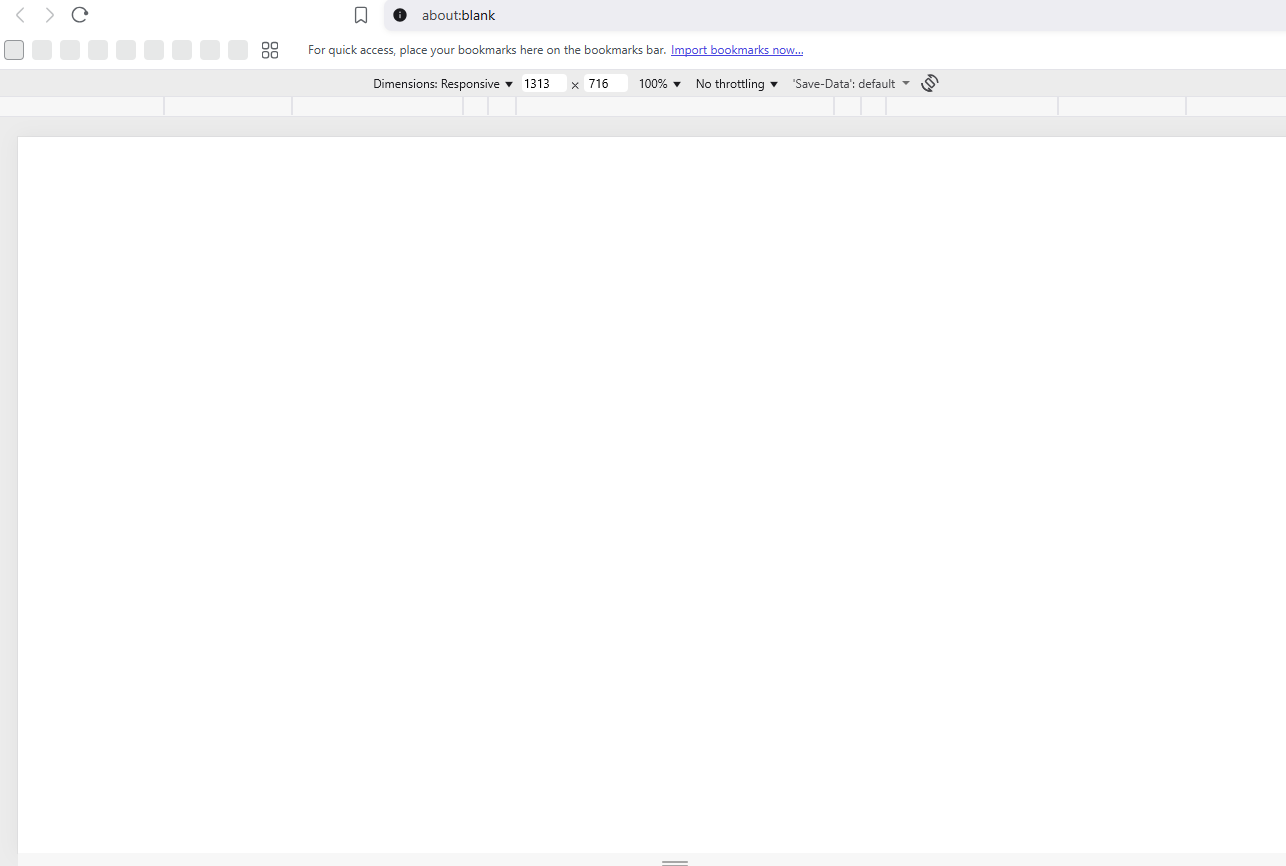 about:blank
For quick access, place your bookmarks here on the bookmarks bar. Import bookmarks now...
Dimensions: Responsive 1313 x 716 100% No throttling 'Save-Data': default